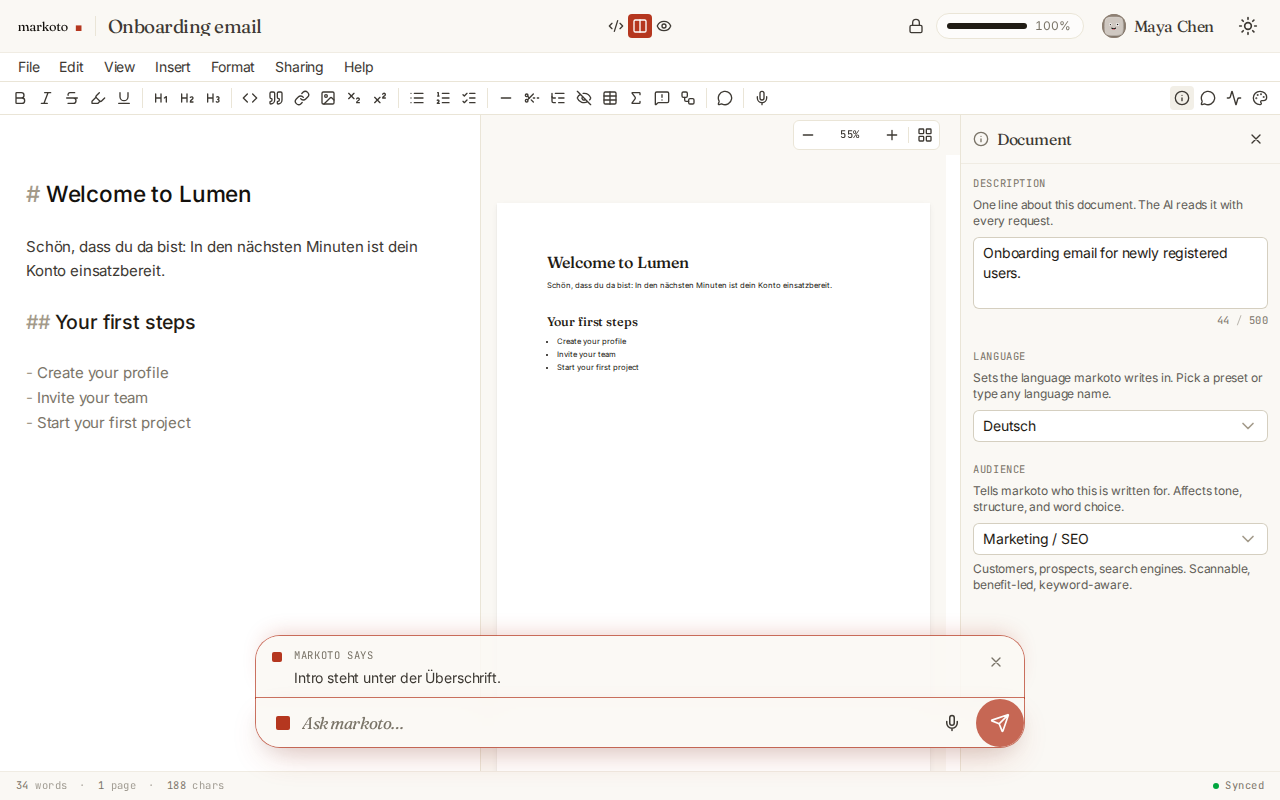 markoto
Onboarding email
100%
Maya Chen
File Edit View Insert Format Sharing Help
B I S U H1 H2 H3 X2 x2 Σ
55%
# Welcome to Lumen
Schön, dass du da bist: In den nächsten Minuten ist dein
Konto einsatzbereit.
## Your first steps
- Create your profile
- Invite your team
- Start your first project
Welcome to Lumen
Schön, dass du da bist: In den nächsten Minuten ist dein Konto einsatzbereit.
Your first steps
• Create your profile
• Invite your team
• Start your first project
Document
DESCRIPTION
One line about this document. The AI reads it with
every request.
Onboarding email for newly registered
users.
44 / 500
LANGUAGE
Sets the language markoto writes in. Pick a preset or
type any language name.
Deutsch
AUDIENCE
Tells markoto who this is written for. Affects tone,
structure, and word choice.
Marketing / SEO
Customers, prospects, search engines. Scannable,
benefit-led, keyword-aware.
MARKOTO SAYS
Intro steht unter der Überschrift.
Ask markoto...
34 words · 1 page · 188 chars
Synced